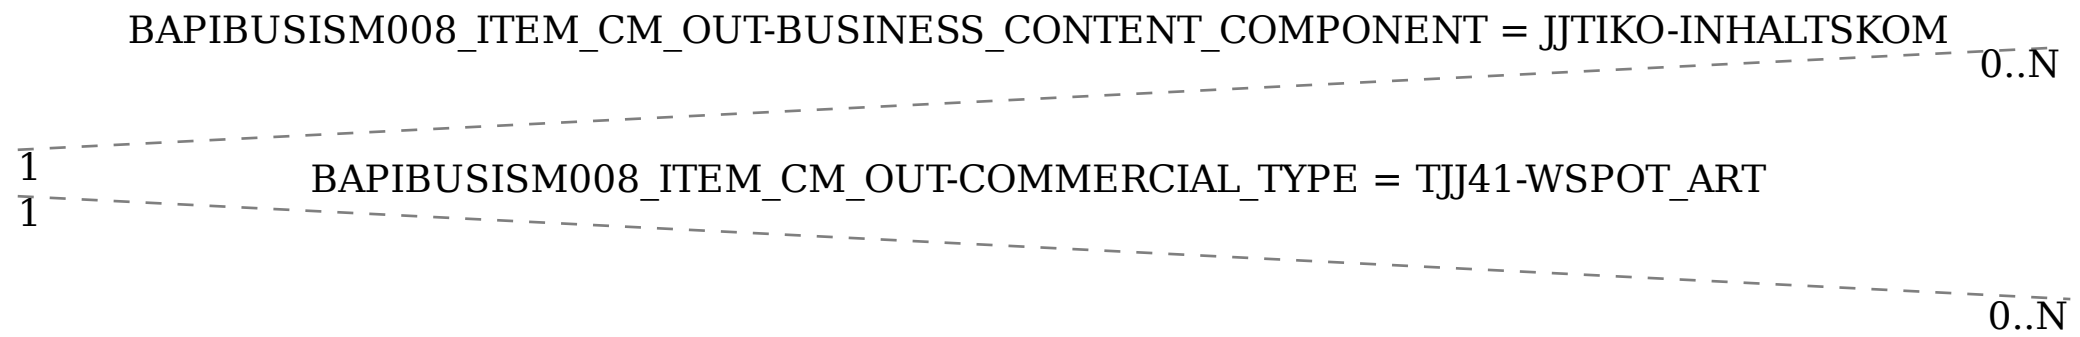 BAPIBUSISM008_ITEM_CM_OUT-BUSINESS_CONTENT_COMPONENT = JJTIKO-INHALTSKOM
0..N
1
BAPIBUSISM008_ITEM_CM_OUT-COMMERCIAL_TYPE = TJJ41-WSPOT_ART
1
0..N